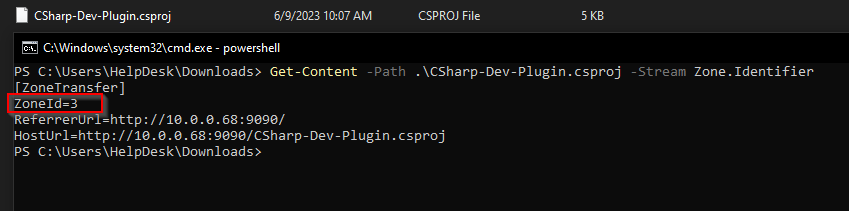 CSharp-Dev-Plugin.csproj 6/9/2023 10:07 AM CSPROJ File 5 KB
C:\Windows\system32\cmd.exe - powershell
PS C:\Users\HelpDesk\Downloads> Get-Content -Path .\CSharp-Dev-Plugin.csproj -Stream Zone.Identifier
[ZoneTransfer]
ZoneId=3
ReferrerUrl=http://10.0.0.68:9090/
HostUrl=http://10.0.0.68:9090/CSharp-Dev-Plugin.csproj
PS C:\Users\HelpDesk\Downloads>